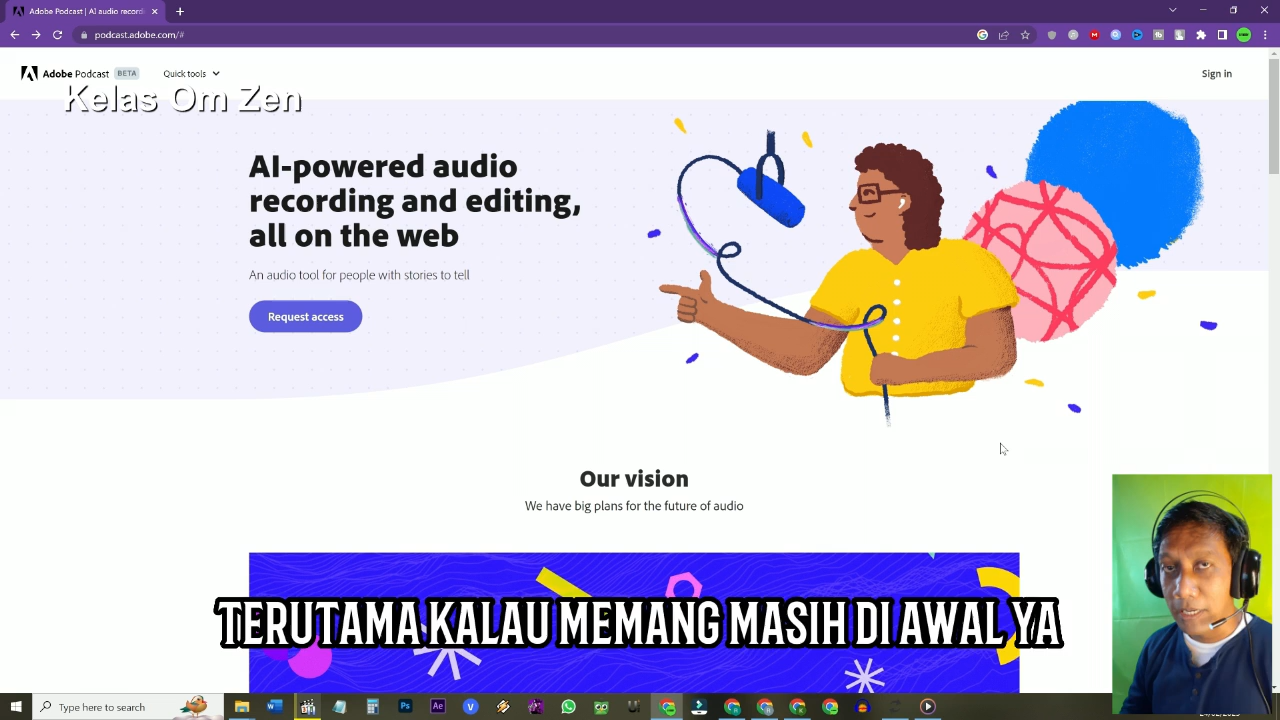 Adobe Podcast | AI audio record
podcast.adobe.com/#
Adobe Podcast BETA
Quick tools
Sign in
Kelas Om Zen
AI-powered audio
recording and editing,
all on the web
An audio tool for people with stories to tell
Request access
Our vision
We have big plans for the future of audio
TERUTAMA KALAU MEMANG MASIH DI AWAL YA
Type here to search